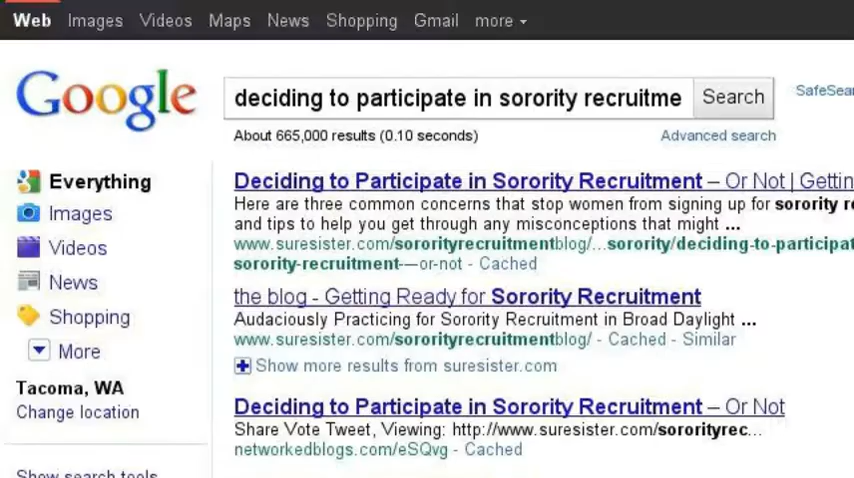 Web Images Videos Maps News Shopping Gmail more
Google
deciding to participate in sorority recruitme Search
SafeSear
About 665,000 results (0.10 seconds) Advanced search
Everything
Images
Videos
News
Shopping
More
Tacoma, WA
Change location
Show search tools
Deciding to Participate in Sorority Recruitment – Or Not | Gettin
Here are three common concerns that stop women from signing up for sorority re
and tips to help you get through any misconceptions that might ...
www.suresister.com/sororityrecruitmentblog/...sorority/deciding-to-participat
sorority-recruitment-—or-not - Cached
the blog - Getting Ready for Sorority Recruitment
Audaciously Practicing for Sorority Recruitment in Broad Daylight ...
www.suresister.com/sororityrecruitmentblog/ - Cached - Similar
Show more results from suresister.com
Deciding to Participate in Sorority Recruitment – Or Not
Share Vote Tweet, Viewing: http://www.suresister.com/sororityrec...
networkedblogs.com/eSQvg - Cached